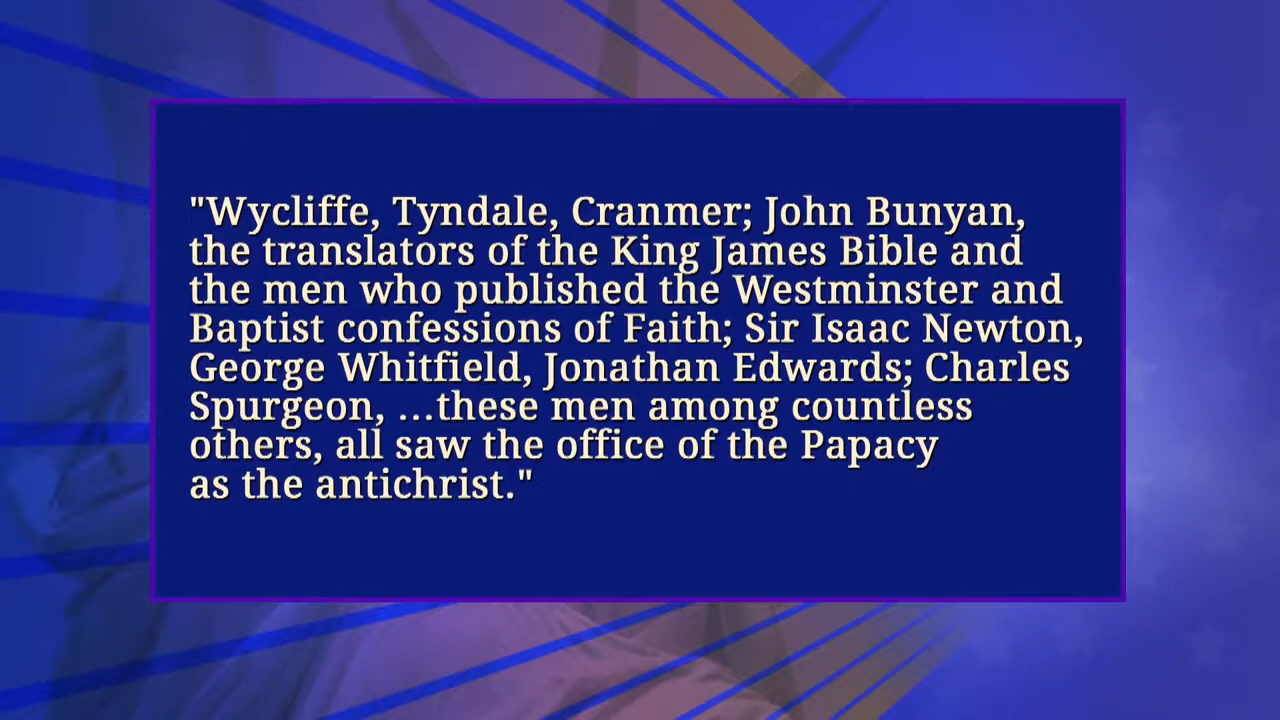 "Wycliffe, Tyndale, Cranmer; John Bunyan,
the translators of the King James Bible and
the men who published the Westminster and
Baptist confessions of Faith; Sir Isaac Newton,
George Whitfield, Jonathan Edwards; Charles
Spurgeon, ...these men among countless
others, all saw the office of the Papacy
as the antichrist."